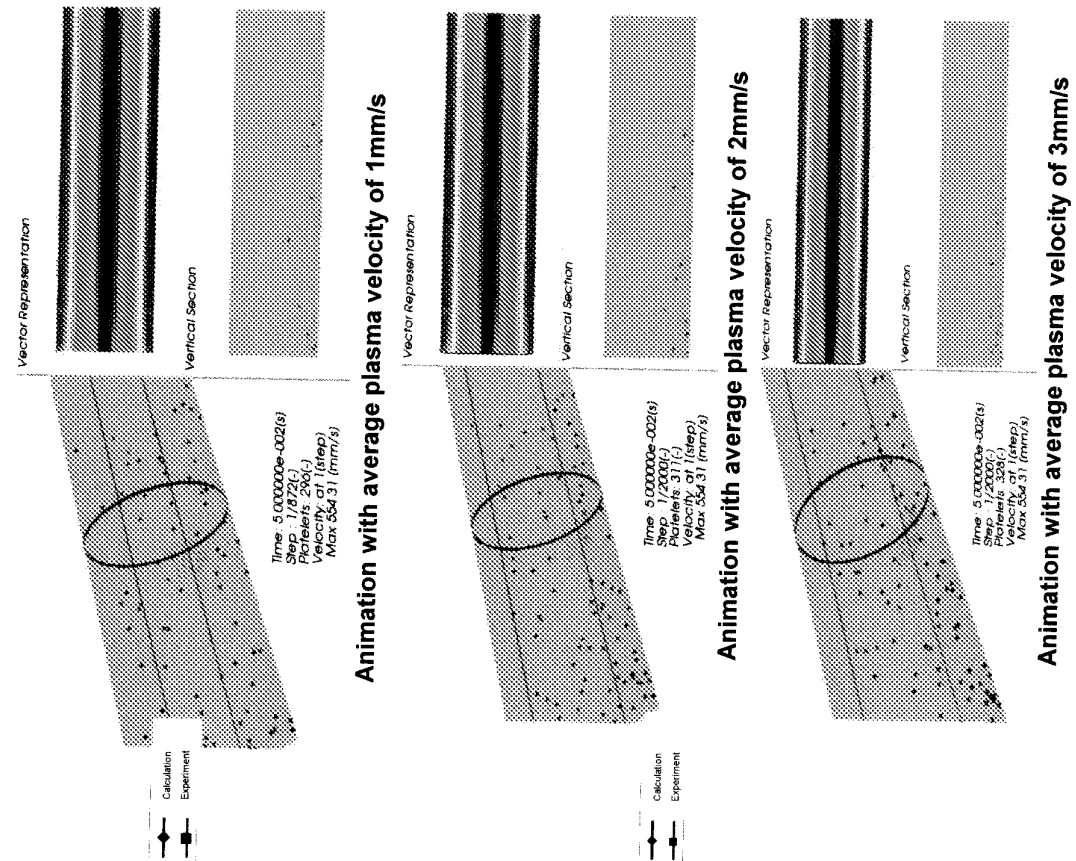 Vector Representation
Vertical Section
Time : 5.000000e-002(s)
Step : 1/872(-)
Platelets: 296(-)
Velocity: at 1(step)
Max 554.31 (mm/s)
Calculation
Experiment
Animation with average plasma velocity of 1mm/s
Vector Representation
Vertical Section
Time : 5.000000e-002(s)
Step : 1/2000(-)
Platelets: 311(-)
Velocity: at 1(step)
Max 554.31 (mm/s)
Calculation
Experiment
Animation with average plasma velocity of 2mm/s
Vector Representation
Vertical Section
Time : 5.000000e-002(s)
Step : 1/2000(-)
Platelets: 328(-)
Velocity: at 1(step)
Max 554.31 (mm/s)
Animation with average plasma velocity of 3mm/s